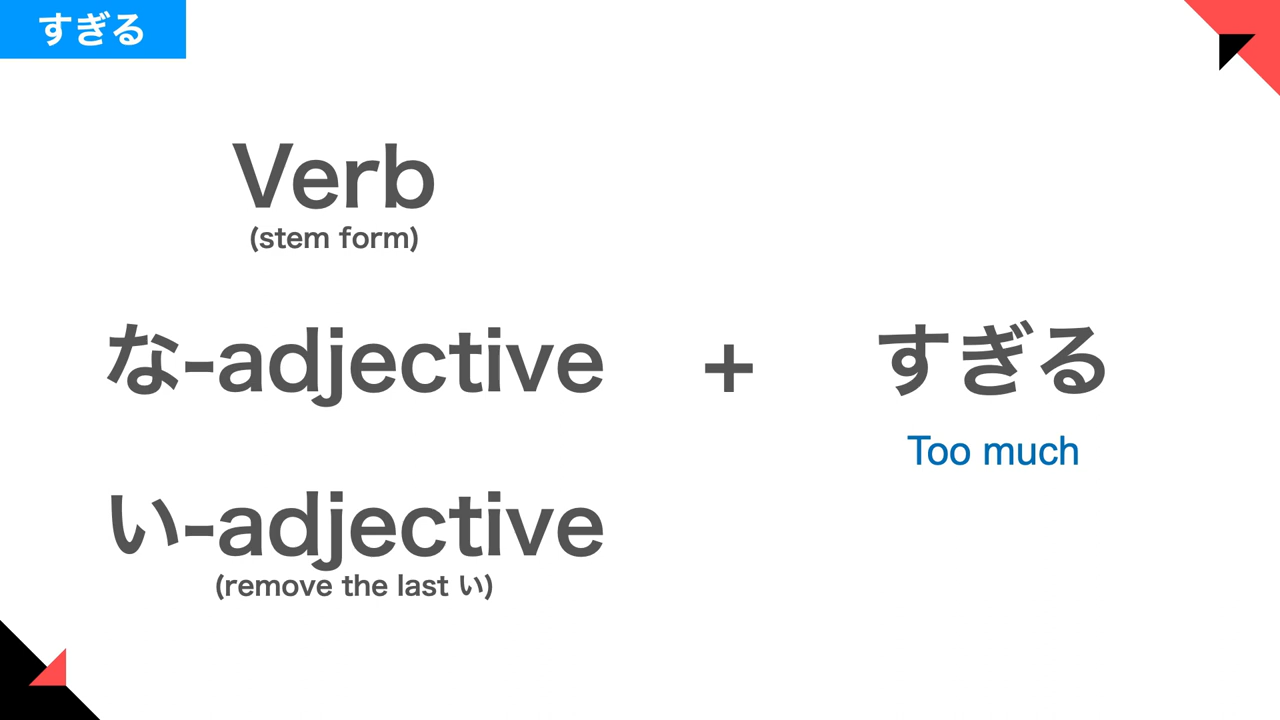 すぎる
Verb
(stem form)
な-adjective + すぎる
Too much
い-adjective
(remove the last い)